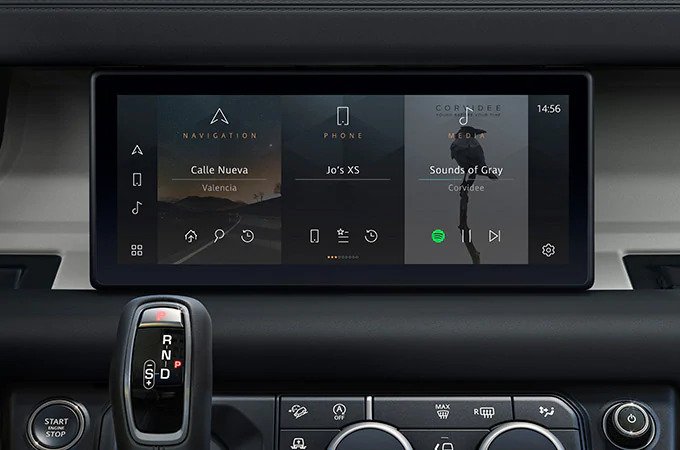 CORVIDEE
14:56
NAVIGATION
PHONE
MEDIA
Calle Nueva
Valencia
Jo's XS
Sounds of Gray
Corvidee
P
R
N
D
P
S
START
ENGINE
STOP
OFF
MAX
R